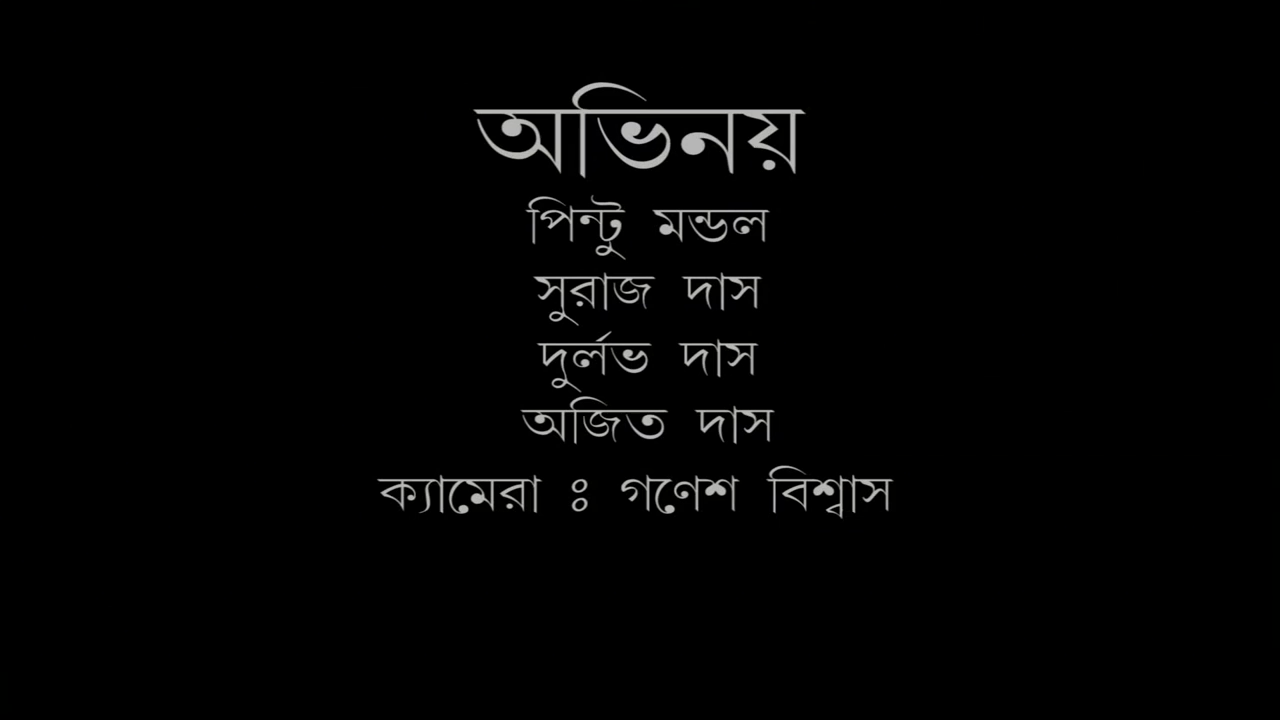 অভিনয়
পিন্টু মন্ডল
সুরাজ দাস
দুর্লভ দাস
অজিত দাস
ক্যামেরা ঃ গণেশ বিশ্বাস